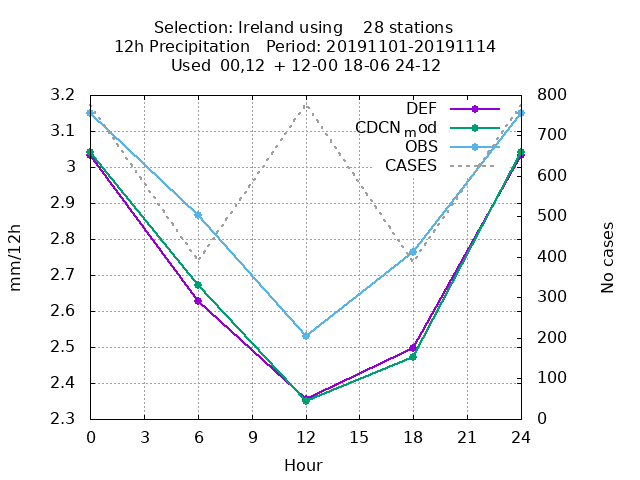 Selection: Ireland using    28 stations
12h Precipitation   Period: 20191101-20191114
Used  00,12  + 12-00 18-06 24-12
3.2
3.1
3
2.9
2.8
2.7
2.6
2.5
2.4
2.3
mm/12h
DEF
CDCN mod
OBS
CASES
800
700
600
500
400
300
200
100
0
No cases
0 3 6 9 12 15 18 21 24
Hour